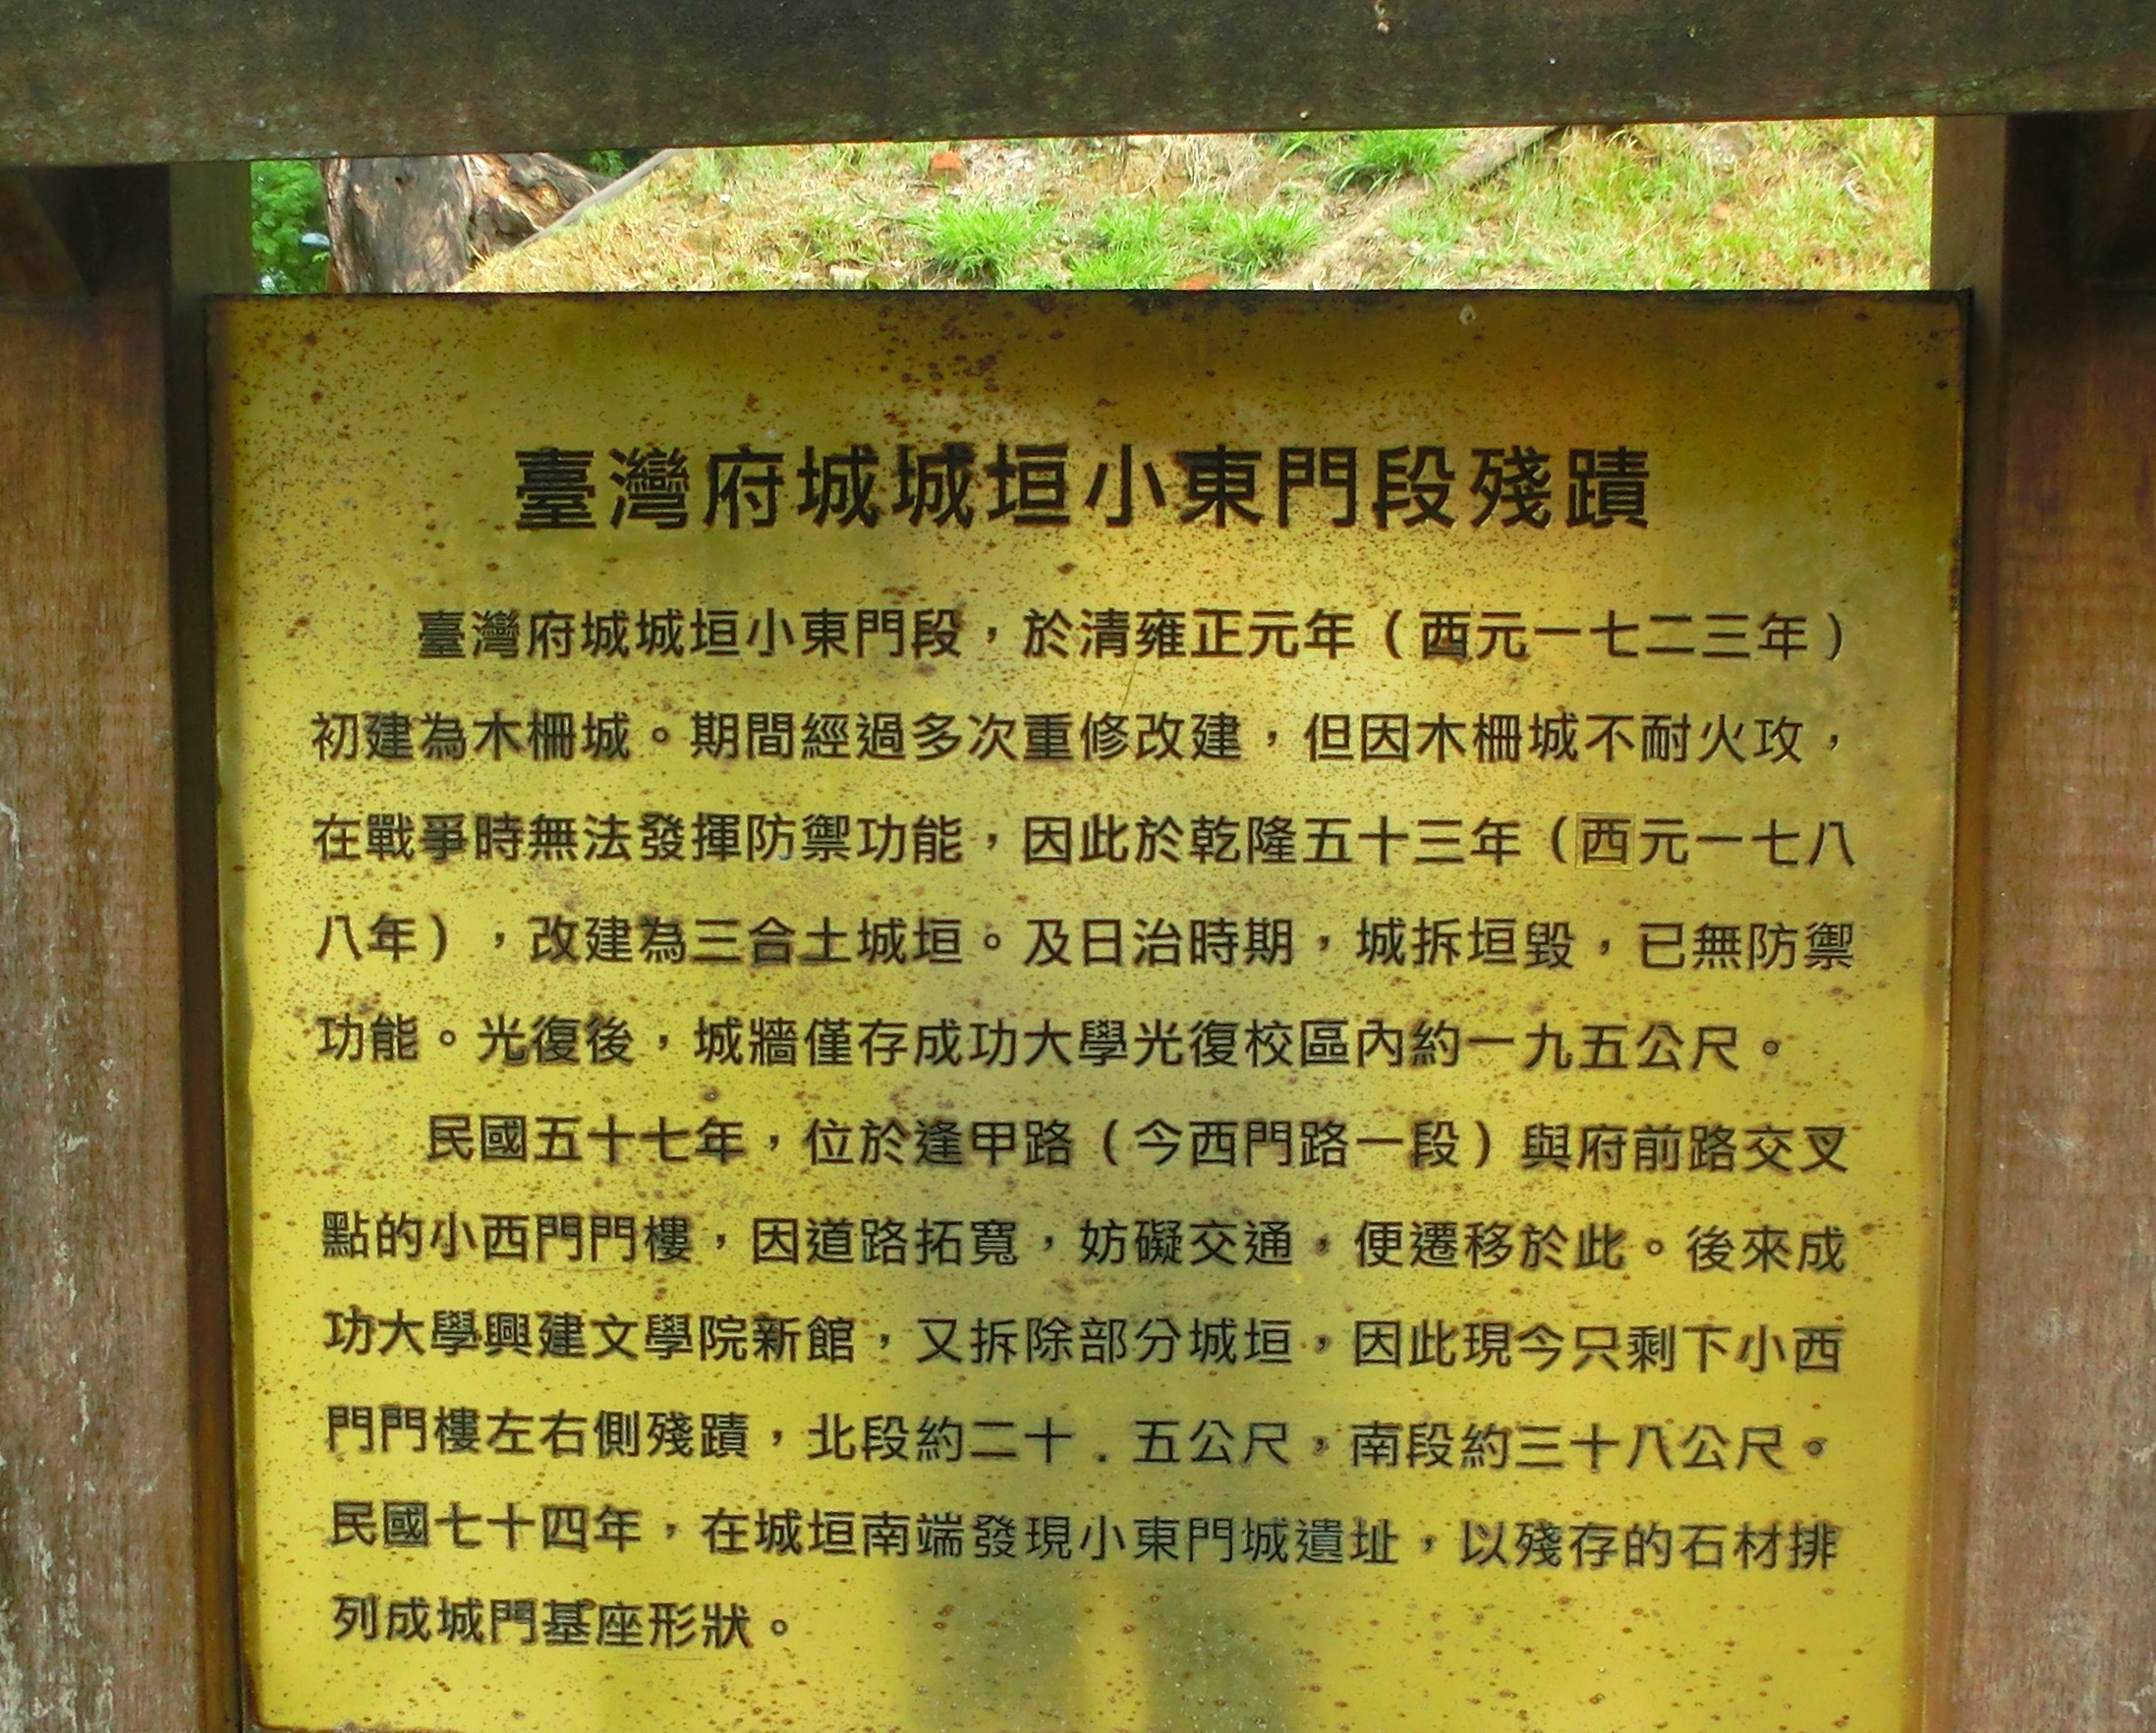 臺灣府城城垣小東門段殘蹟
臺灣府城城垣小東門段，於清雍正元年（西元一七二三年）
初建為木柵城。期間經過多次重修改建，但因木柵城不耐火攻，
在戰爭時無法發揮防禦功能，因此於乾隆五十三年（西元一七八
八年），改建為三合土城垣。及日治時期，城拆垣毀，已無防禦
功能。光復後，城牆僅存成功大學光復校區內約一九五公尺。
民國五十七年，位於逢甲路（今西門路一段）與府前路交叉
點的小西門門樓，因道路拓寬，妨礙交通，便遷移於此。後來成
功大學興建文學院新館，又拆除部分城垣，因此現今只剩下小西
門門樓左右側殘蹟，北段約二十．五公尺，南段約三十八公尺。
民國七十四年，在城垣南端發現小東門城遺址，以殘存的石材排
列成城門基座形狀。